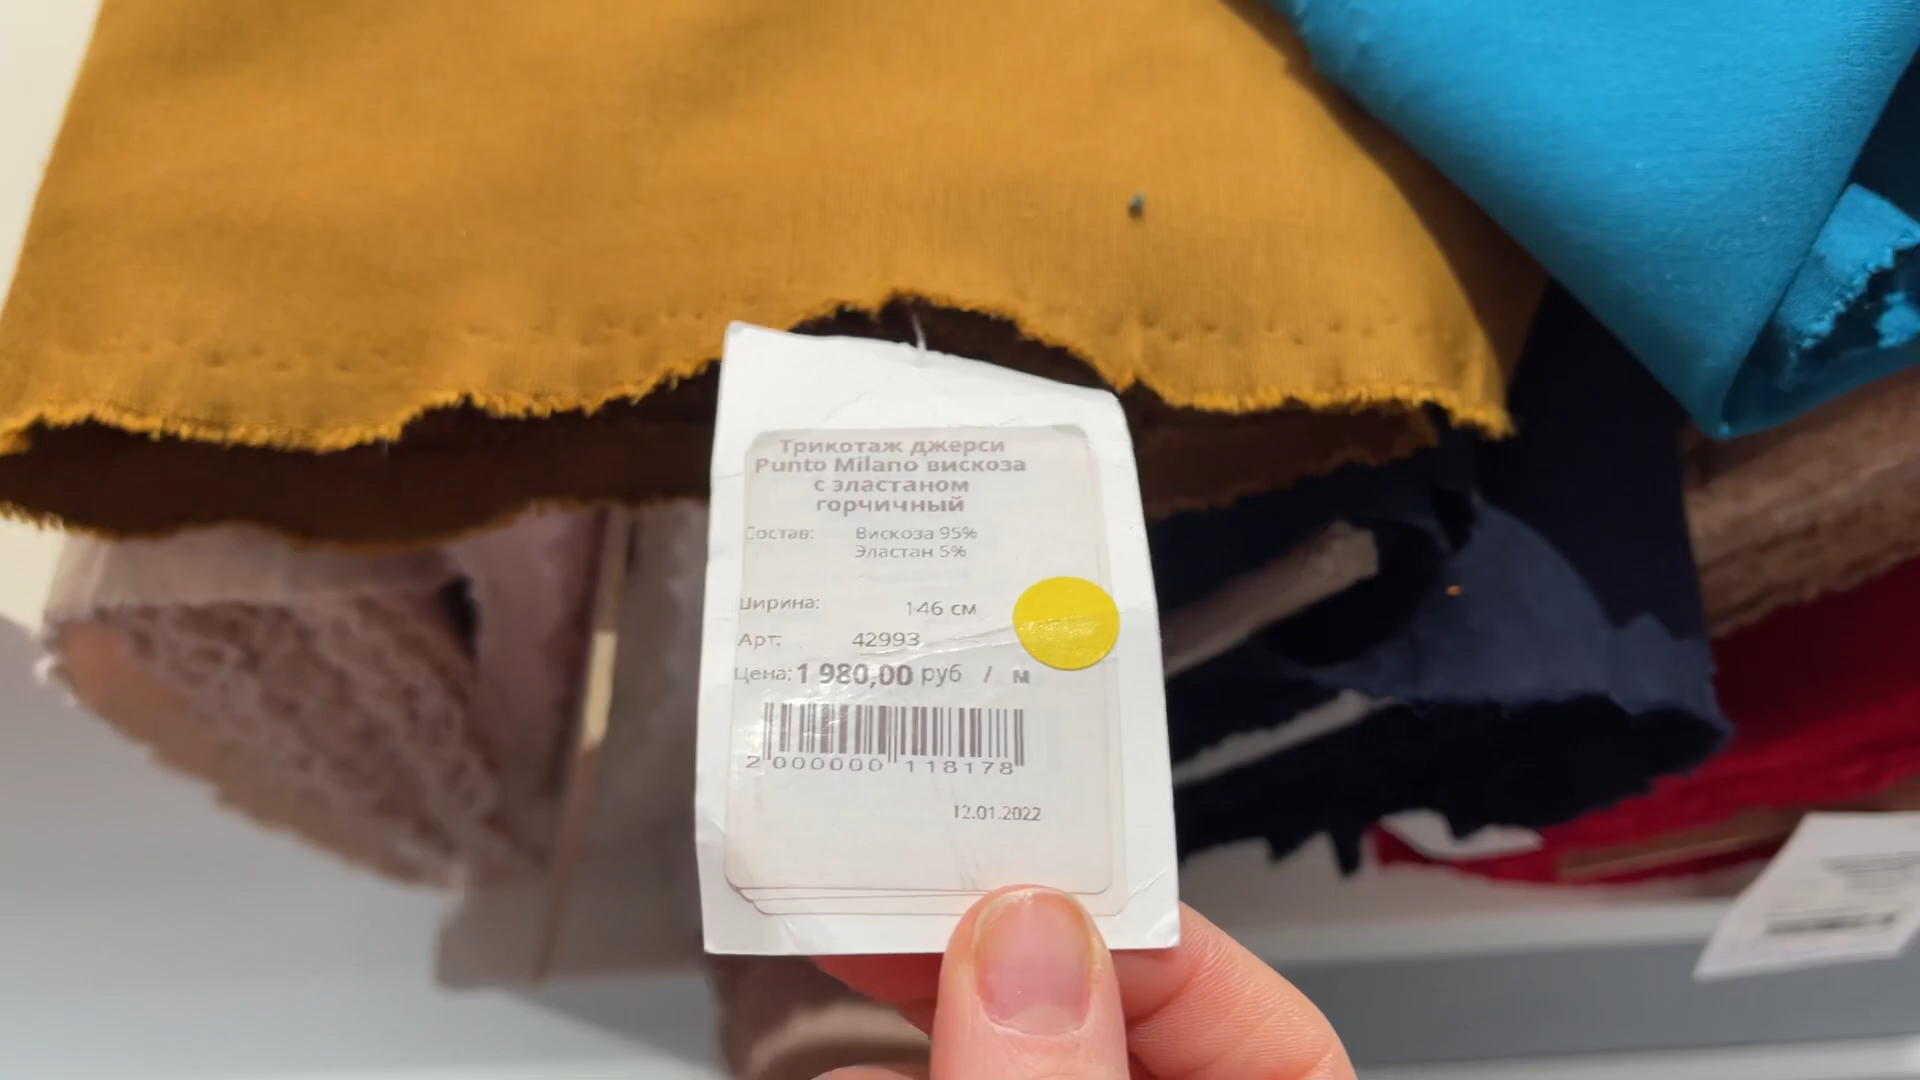 Трикотаж джерси
Punto Milano вискоза
с эластаном
горчичный
Состав: Вискоза 95%
Эластан 5%
Ширина: 146 см
Арт: 42993
Цена: 1 980,00 руб / м
2 000000 118178
12.01.2022